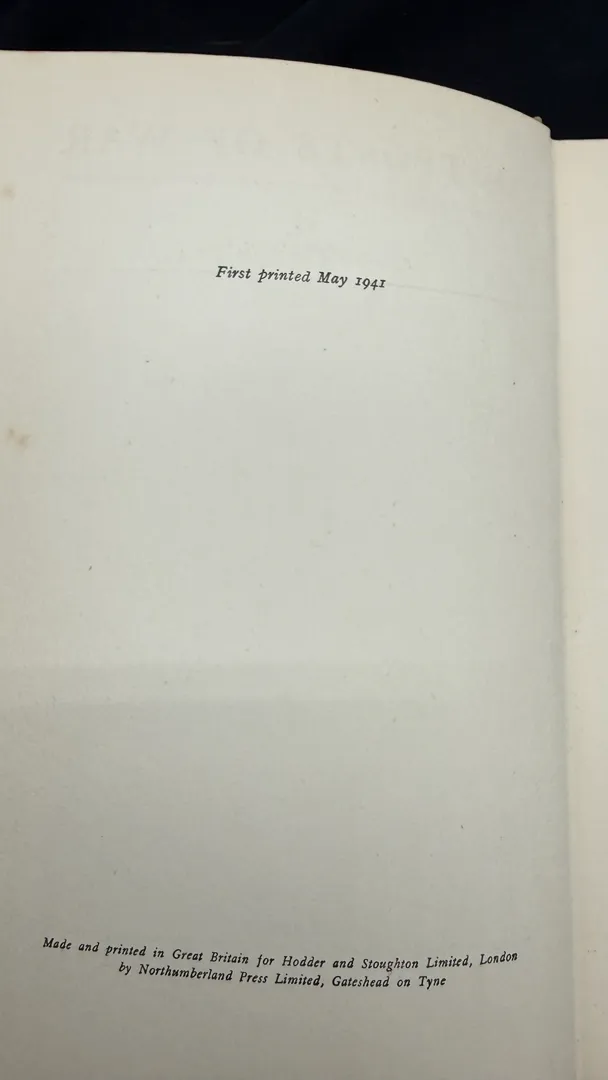 First printed May 1941
Made and printed in Great Britain for Hodder and Stoughton Limited, London
by Northumberland Press Limited, Gateshead on Tyne